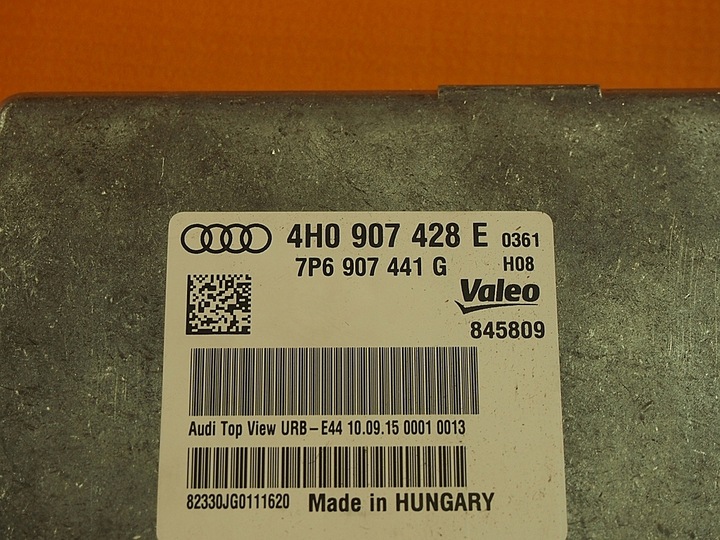 4H0 907 428 E 0361
7P6 907 441 G H08
Valeo
845809
Audi Top View URB-E44 10.09.15 0001 0013
82330JG0111620 Made in HUNGARY